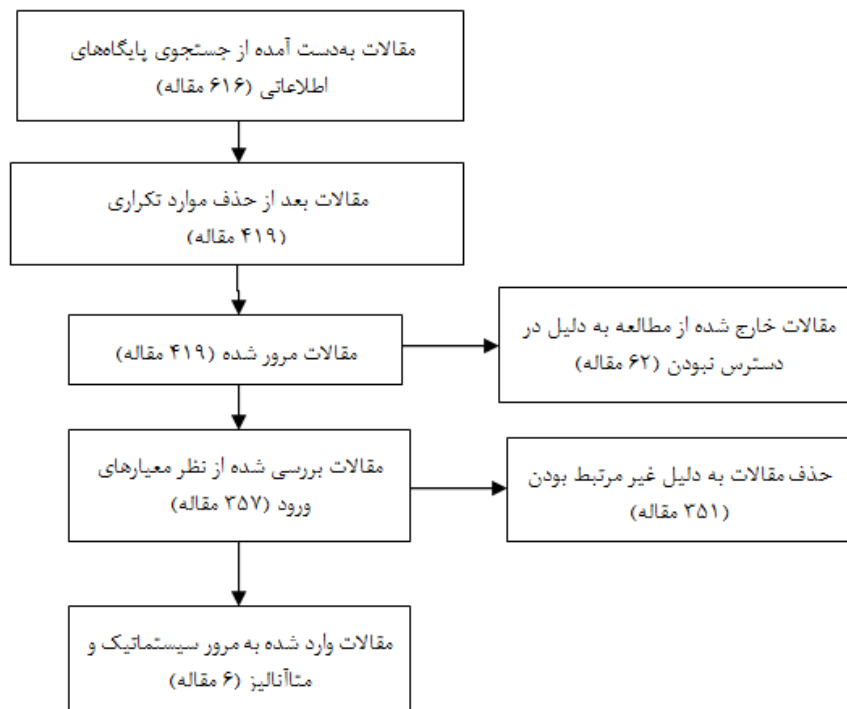 مقالات به‌دست آمده از جستجوی پایگاه‌های
اطلاعاتی (۶۱۶ مقاله)
مقالات بعد از حذف موارد تکراری
(۴۱۹ مقاله)
مقالات مرور شده (۴۱۹ مقاله)
مقالات خارج شده از مطالعه به دلیل در
دسترس نبودن (۶۲ مقاله)
مقالات بررسی شده از نظر معیارهای
ورود (۳۵۷ مقاله)
حذف مقالات به دلیل غیر مرتبط بودن
(۳۵۱ مقاله)
مقالات وارد شده به مرور سیستماتیک و
متاآنالیز (۶ مقاله)